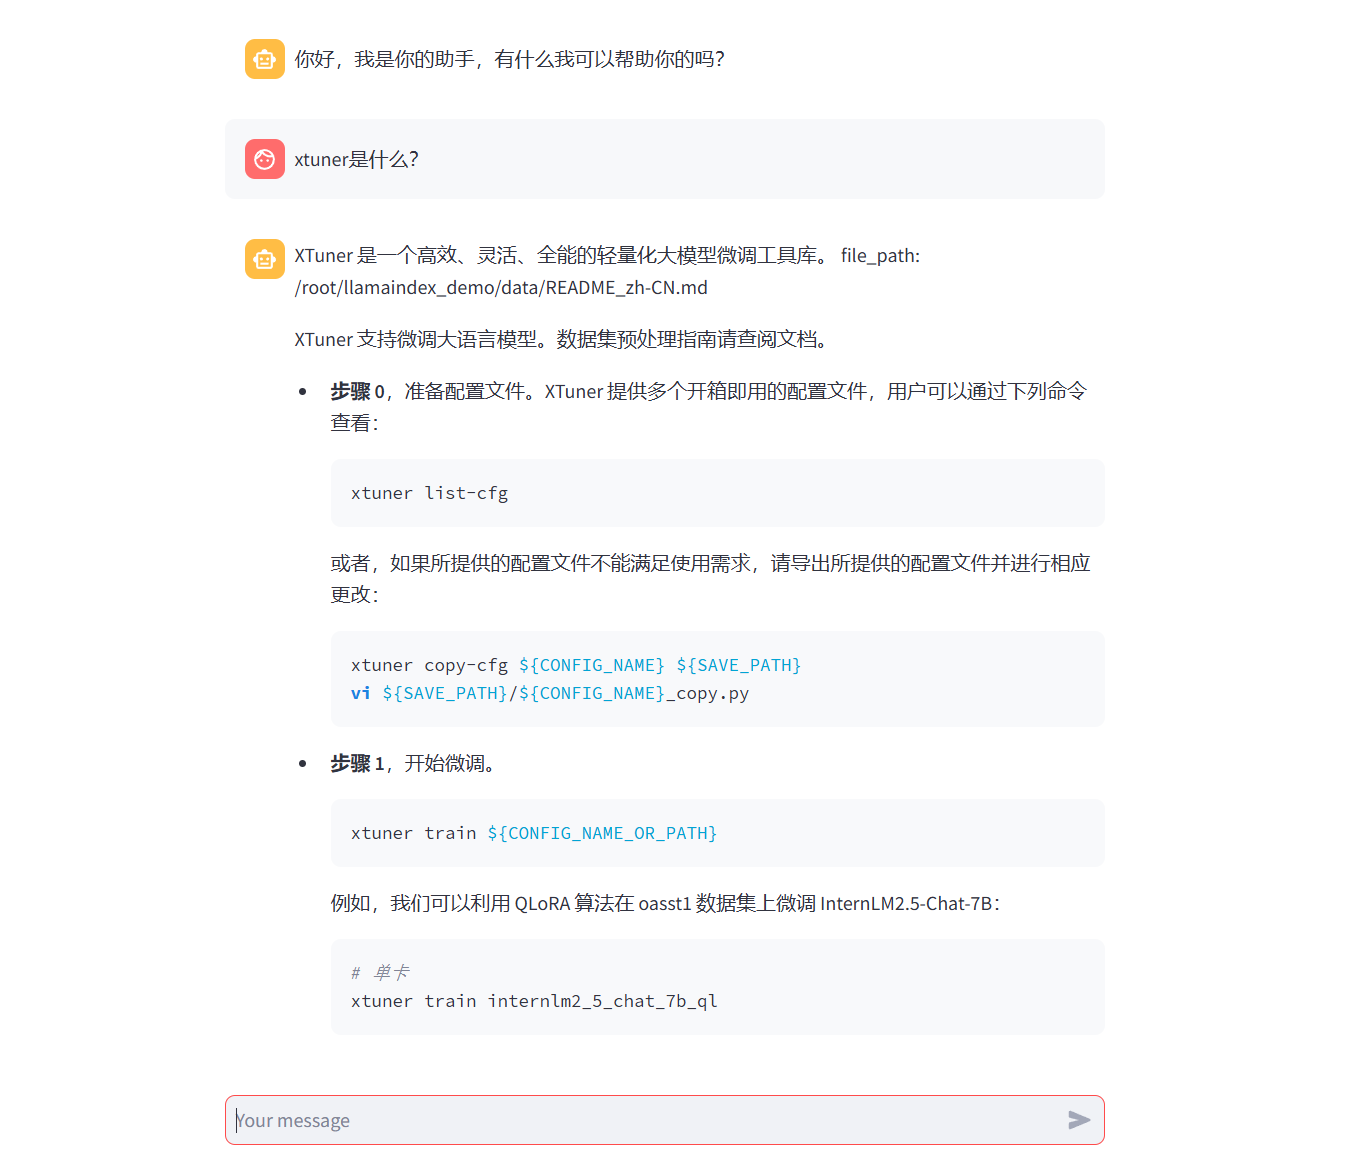 你好，我是你的助手，有什么我可以帮助你的吗？
xtuner是什么？
XTuner 是一个高效、灵活、全能的轻量化大模型微调工具库。 file_path:
/root/llamaindex_demo/data/README_zh-CN.md
XTuner 支持微调大语言模型。数据集预处理指南请查阅文档。
• 步骤 0，准备配置文件。XTuner 提供多个开箱即用的配置文件，用户可以通过下列命令
查看：
xtuner list-cfg
或者，如果所提供的配置文件不能满足使用需求，请导出所提供的配置文件并进行相应
更改：
xtuner copy-cfg ${CONFIG_NAME} ${SAVE_PATH}
vi ${SAVE_PATH}/${CONFIG_NAME}_copy.py
• 步骤 1，开始微调。
xtuner train ${CONFIG_NAME_OR_PATH}
例如，我们可以利用 QLoRA 算法在 oasst1 数据集上微调 InternLM2.5-Chat-7B：
# 单卡
xtuner train internlm2_5_chat_7b_ql
Your message